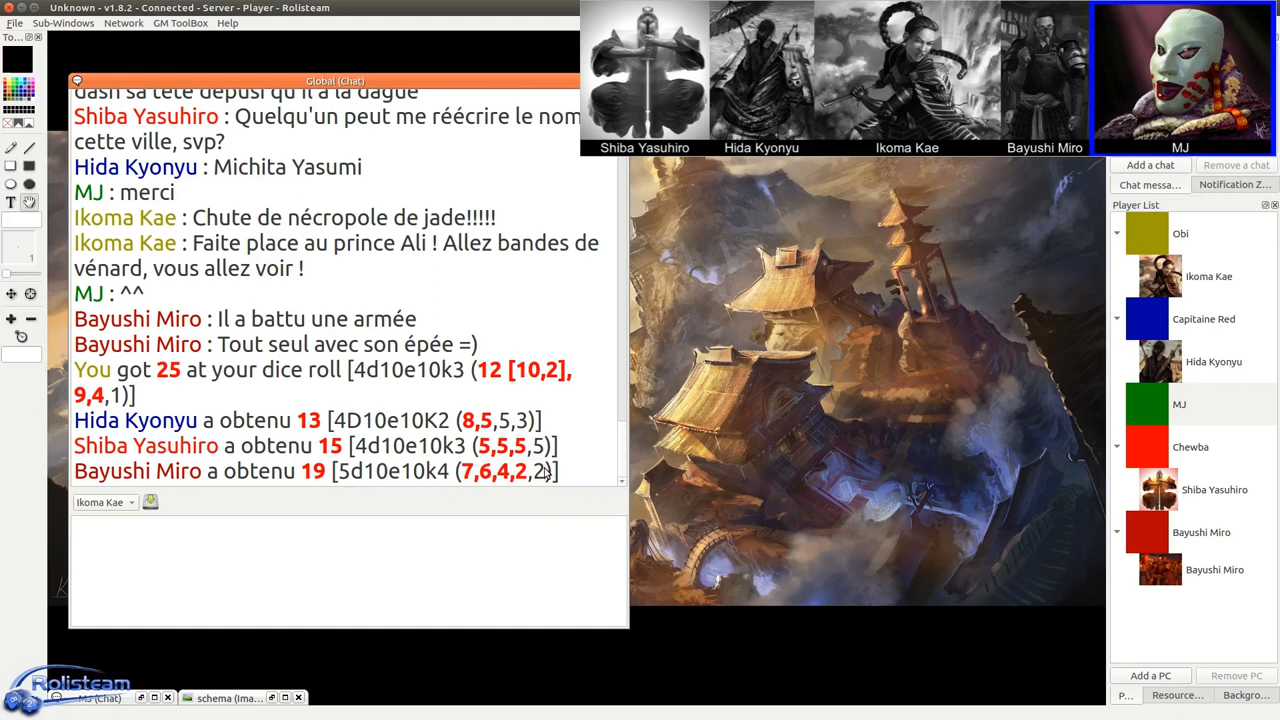 Unknown - v1.8.2 - Connected - Server - Player - Rolisteam
File Sub-Windows Network GM ToolBox Help
To...
Global (Chat)
dash sa tête depusi qu'il a la dague
Shiba Yasuhiro : Quelqu'un peut me réécrire le nom
cette ville, svp?
Hida Kyonyu : Michita Yasumi
MJ : merci
Ikoma Kae : Chute de nécropole de jade!!!!!
Ikoma Kae : Faite place au prince Ali ! Allez bandes de
vénard, vous allez voir !
MJ : ^^
Bayushi Miro : Il a battu une armée
Bayushi Miro : Tout seul avec son épée =)
You got 25 at your dice roll [4d10e10k3 (12 [10,2],
9,4,1)]
Hida Kyonyu a obtenu 13 [4D10e10K2 (8,5,5,3)]
Shiba Yasuhiro a obtenu 15 [4d10e10k3 (5,5,5,5)]
Bayushi Miro a obtenu 19 [5d10e10k4 (7,6,4,2,2)]
Ikoma Kae
T
1
Shiba Yasuhiro Hida Kyonyu Ikoma Kae Bayushi Miro MJ
Add a chat Remove a chat
Chat messa... Notification Z...
Player List
Obi
Ikoma Kae
Capitaine Red
Hida Kyonyu
MJ
Chewba
Shiba Yasuhiro
Bayushi Miro
Bayushi Miro
Add a PC Remove PC
P... Resource... Backgro...
Rolisteam
MJ (Chat) schema (Ima...